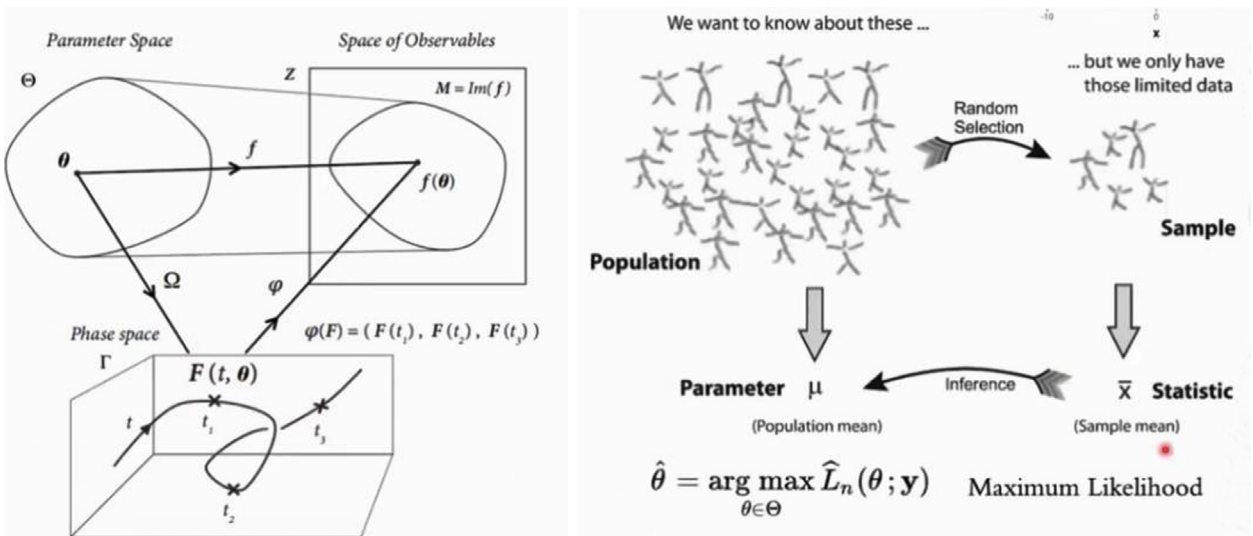 Parameter Space
Space of Observables
Θ
Z
M = Im(f)
θ
f
f(θ)
Ω
φ
Phase space
φ(F) = ( F(t₁) , F(t₂) , F(t₃) )
Γ
F (t, θ)
t
t₁
t₃
t₂
We want to know about these ...
-10
0
x
... but we only have
those limited data
Random
Selection
Sample
Population
Parameter μ
Inference
x̅ Statistic
(Population mean)
(Sample mean)
θ̂ = arg max L̂ₙ(θ ; y)
θ∈Θ
Maximum Likelihood